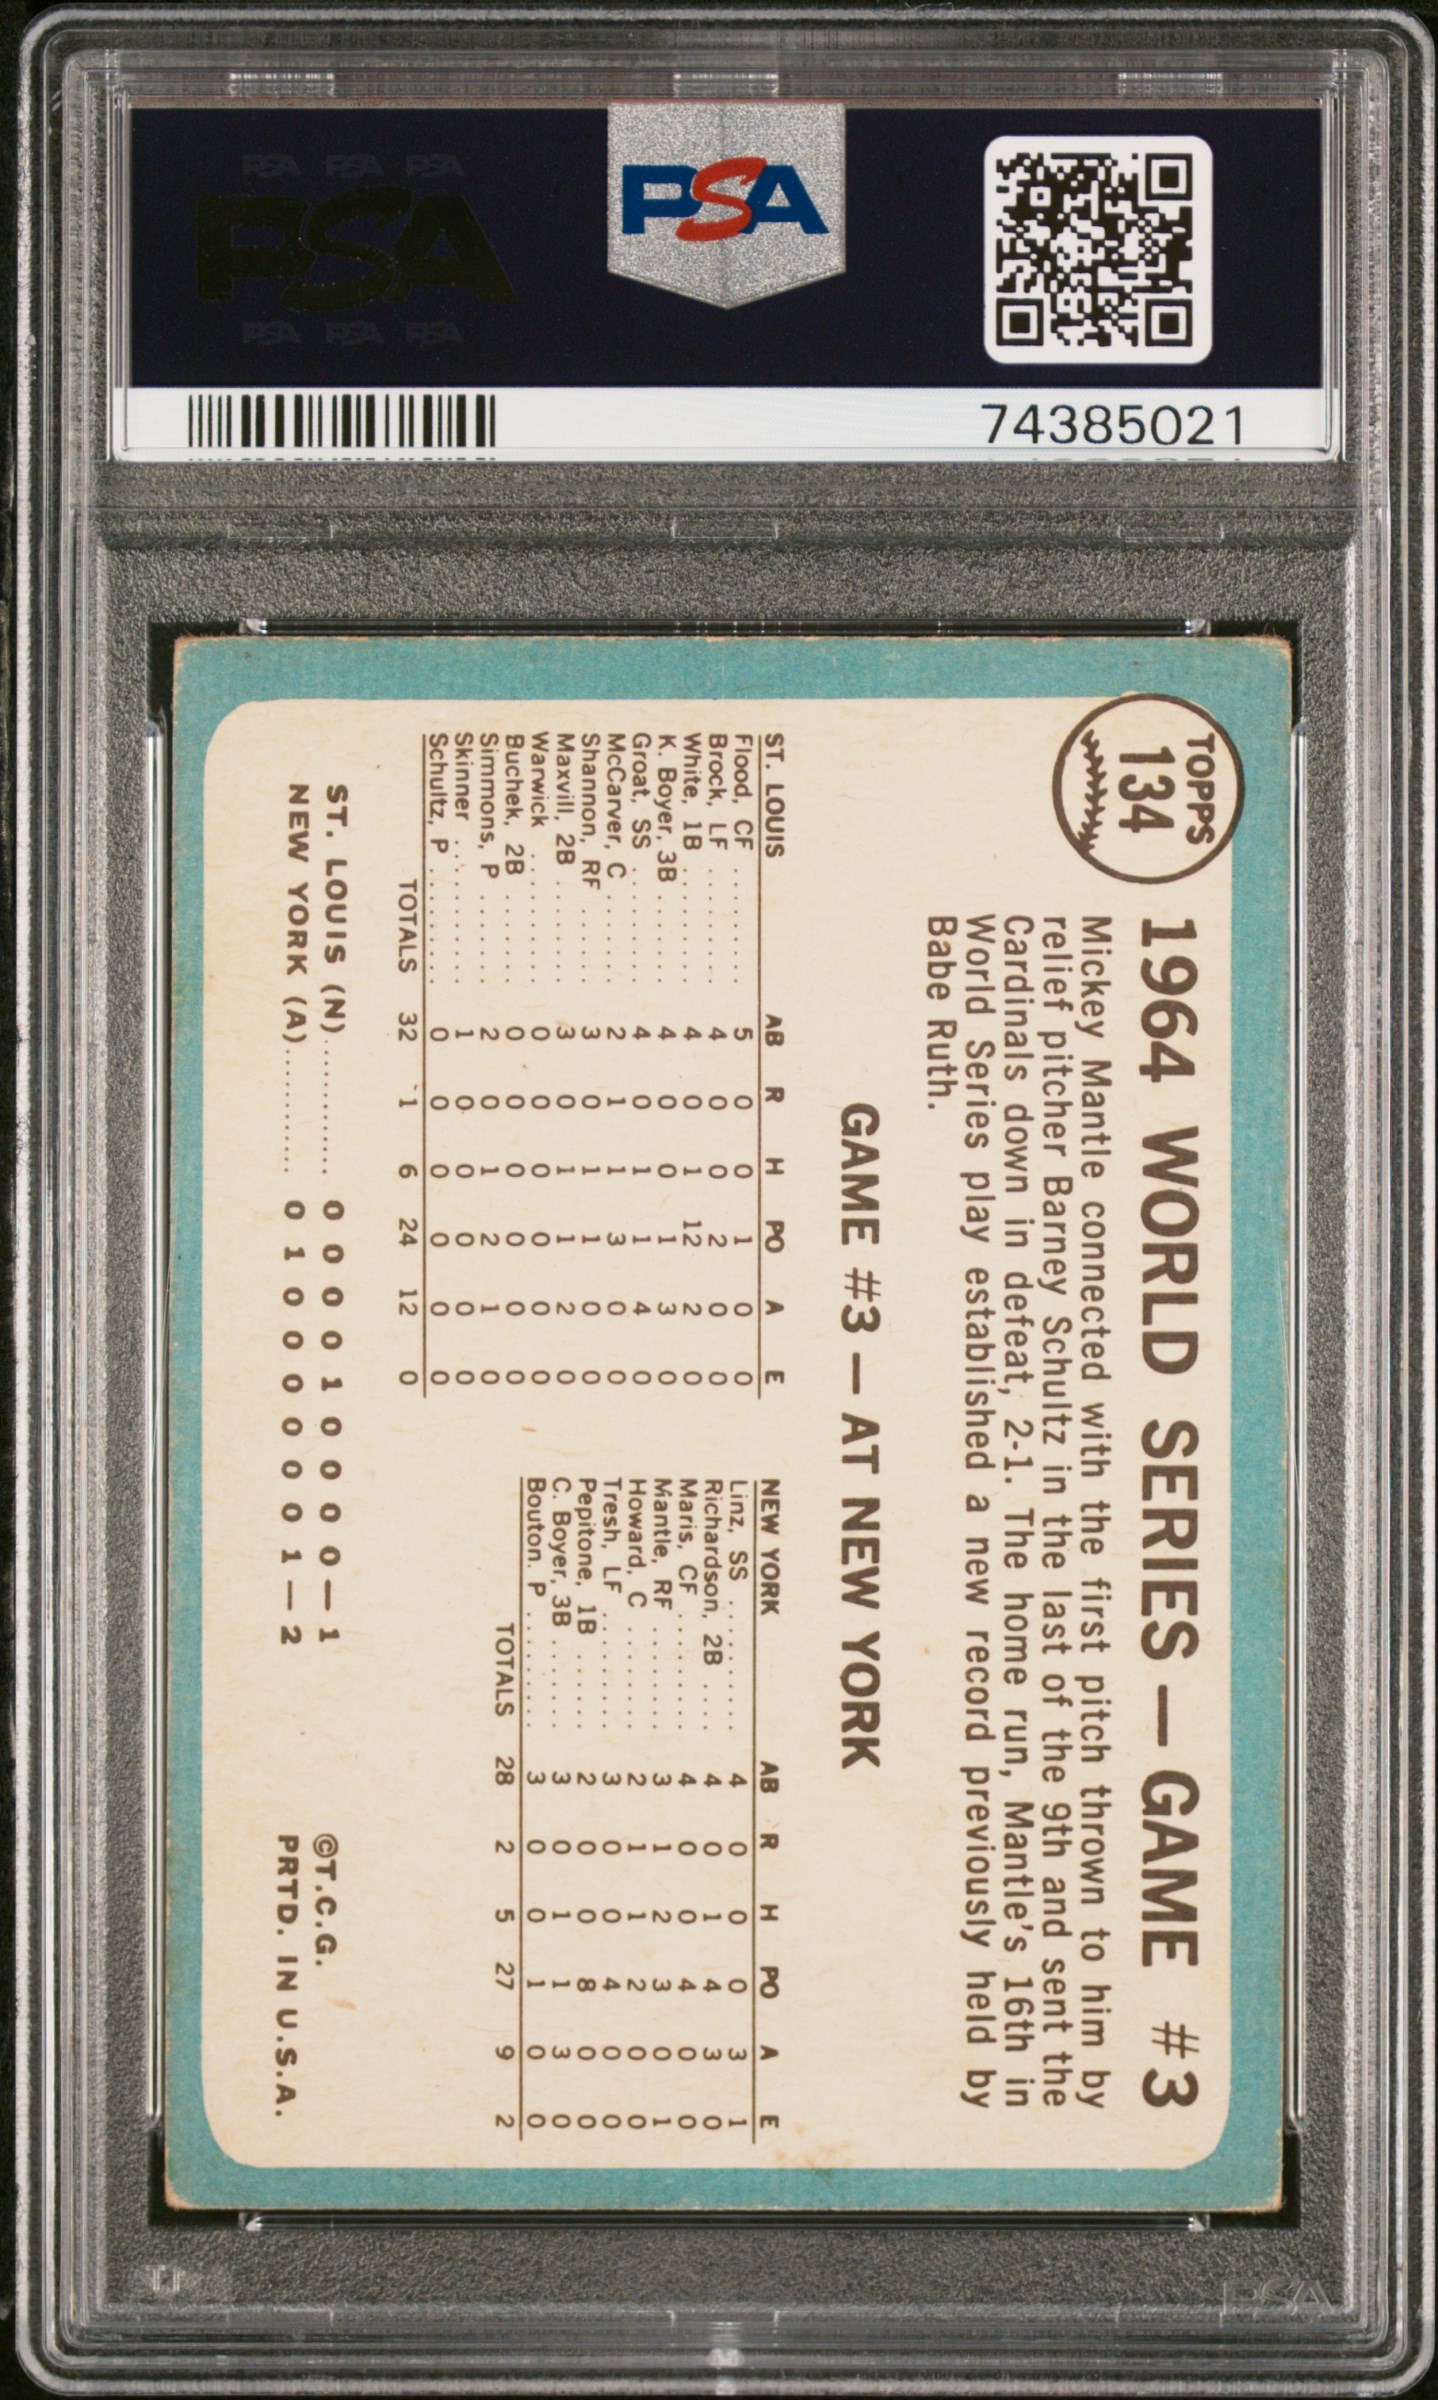 PSA PSA PSA
PSA
PSA PSA PSA
PSA
74385021
TOPPS
134
1964 WORLD SERIES — GAME #3
Mickey Mantle connected with the first pitch thrown to him by
relief pitcher Barney Schultz in the last of the 9th and sent the
Cardinals down in defeat, 2-1. The home run, Mantle's 16th in
World Series play established a new record previously held by
Babe Ruth.
GAME #3 — AT NEW YORK
ST. LOUIS AB R H PO A E
Flood, CF ......... 5 0 0 1 0 0
Brock, LF ......... 4 0 0 2 0 0
White, 1B ......... 4 0 1 12 2 0
K. Boyer, 3B ....... 4 0 0 1 3 0
Groat, SS ......... 4 0 1 1 4 0
McCarver, C ....... 2 1 1 3 0 0
Shannon, RF ...... 3 0 1 1 0 0
Maxvill, 2B ........ 3 0 1 1 2 0
Warwick .......... 0 0 0 0 0 0
Buchek, 2B ....... 0 0 0 0 0 0
Simmons, P ....... 2 0 1 2 1 0
Skinner .......... 1 0 0 0 0 0
Schultz, P ......... 0 0 0 0 0 0
TOTALS 32 1 6 24 12 0
NEW YORK AB R H PO A E
Linz, SS .......... 4 0 0 0 3 1
Richardson, 2B .... 4 0 1 4 3 0
Maris, CF ......... 4 0 0 4 0 0
Mantle, RF ........ 3 1 2 3 0 1
Howard, C ........ 2 1 1 2 0 0
Tresh, LF ......... 3 0 0 4 0 0
Pepitone, 1B ...... 2 0 0 8 0 0
C. Boyer, 3B ....... 3 0 1 1 3 0
Bouton. P ......... 3 0 0 1 0 0
TOTALS 28 2 5 27 9 2
ST. LOUIS (N)............ 0 0 0 0 1 0 0 0 0 — 1
NEW YORK (A)........... 0 1 0 0 0 0 0 0 1 — 2
©T.C.G.
PRTD. IN U.S.A.
PSA